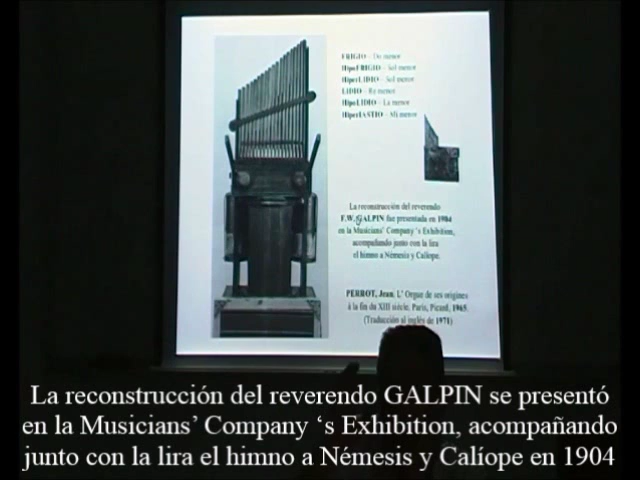 FRIGIO – Do menor
HipoFRIGIO – Sol menor
HiperLIDIO – Sol menor
LIDIO – Re menor
HipoLIDIO – La menor
HiperIASTIO – Mi menor
La reconstrucción del reverendo
F.W. GALPIN fue presentada en 1904
en la Musicians' Company 's Exhibition,
acompañando junto con la lira
el himno a Némesis y Calíope.
PERROT, Jean. L' Orgue de ses origines
à la fin du XIII siècle. Paris, Picard, 1965.
(Traducción al inglés de 1971)
La reconstrucción del reverendo GALPIN se presentó
en la Musicians’ Company ‘s Exhibition, acompañando
junto con la lira el himno a Némesis y Calíope en 1904